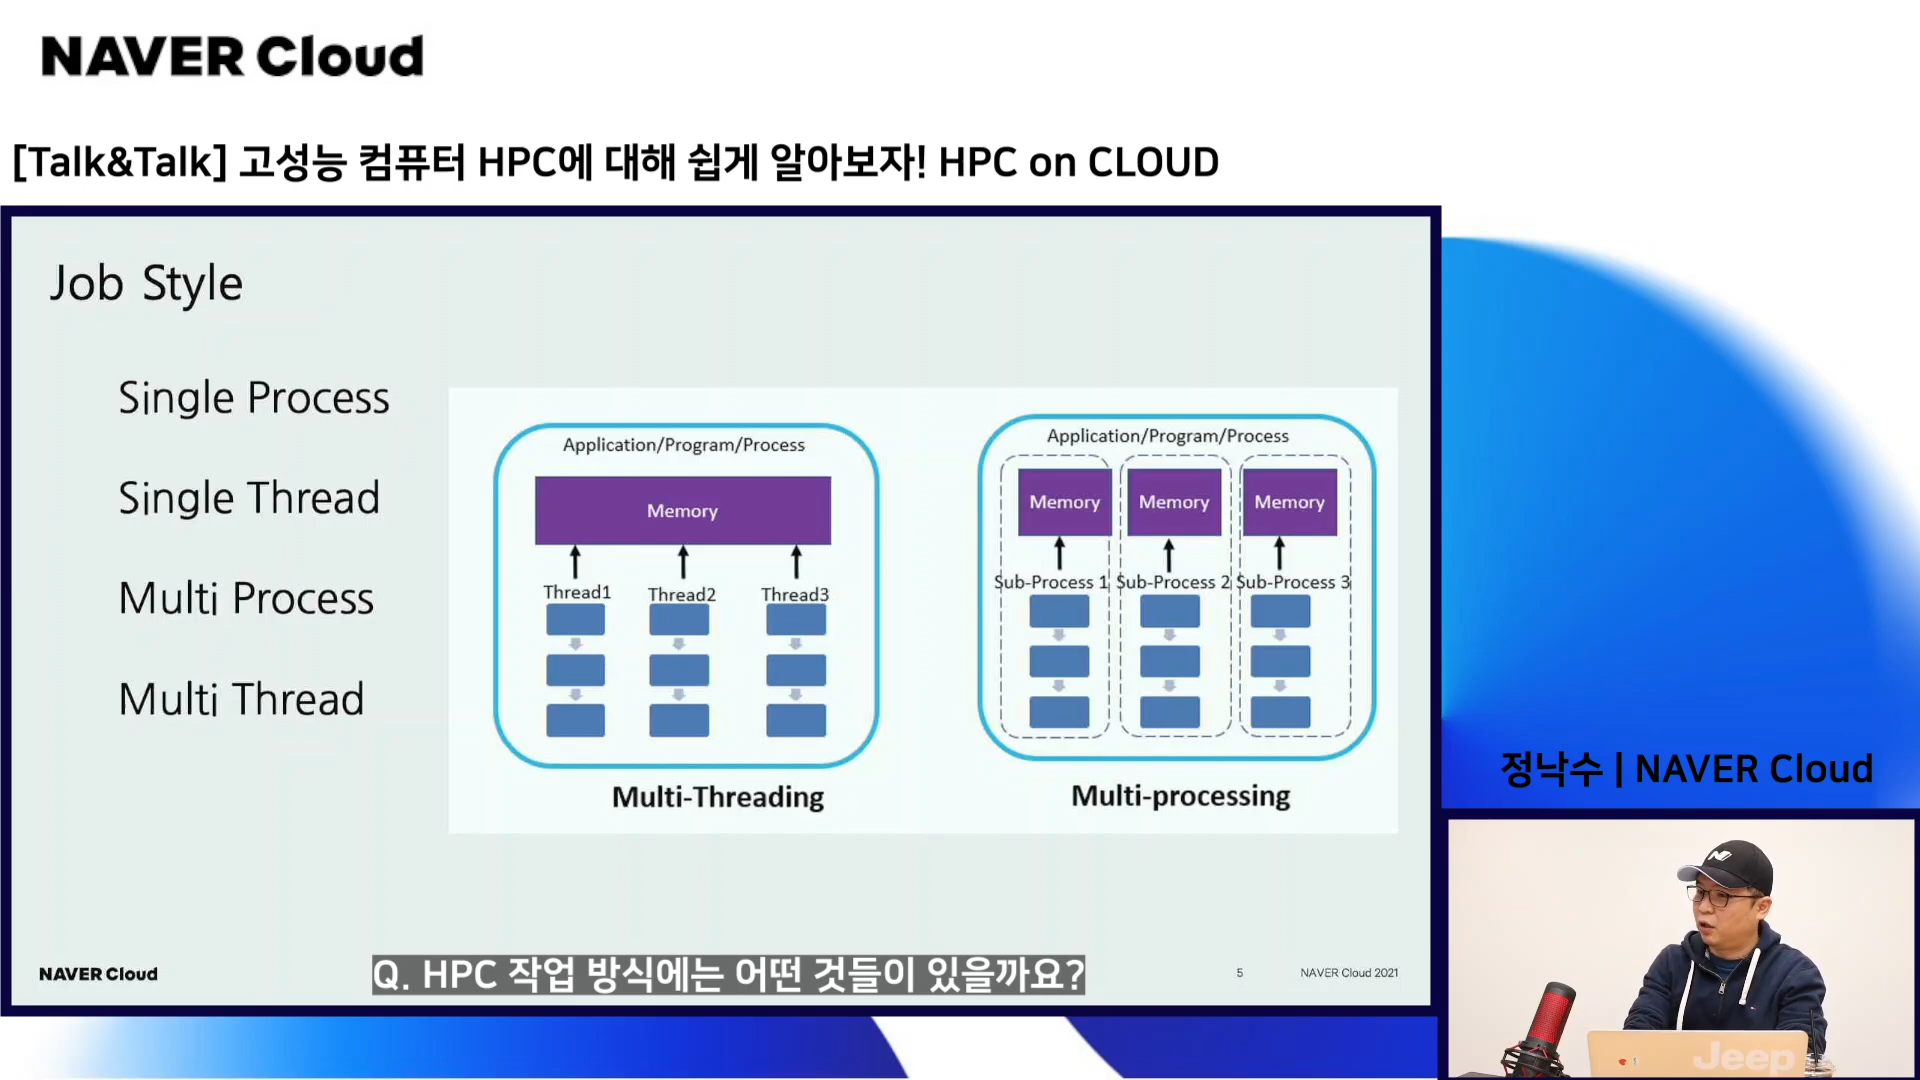 NAVER Cloud
[Talk&Talk] 고성능 컴퓨터 HPC에 대해 쉽게 알아보자! HPC on CLOUD
Job Style
Single Process
Single Thread
Multi Process
Multi Thread
Application/Program/Process
Memory
Thread1 Thread2 Thread3
Multi-Threading
Application/Program/Process
Memory Memory Memory
Sub-Process 1 Sub-Process 2 Sub-Process 3
Multi-processing
NAVER Cloud
Q. HPC 작업 방식에는 어떤 것들이 있을까요?
5
NAVER Cloud 2021
정낙수 | NAVER Cloud
Jeep